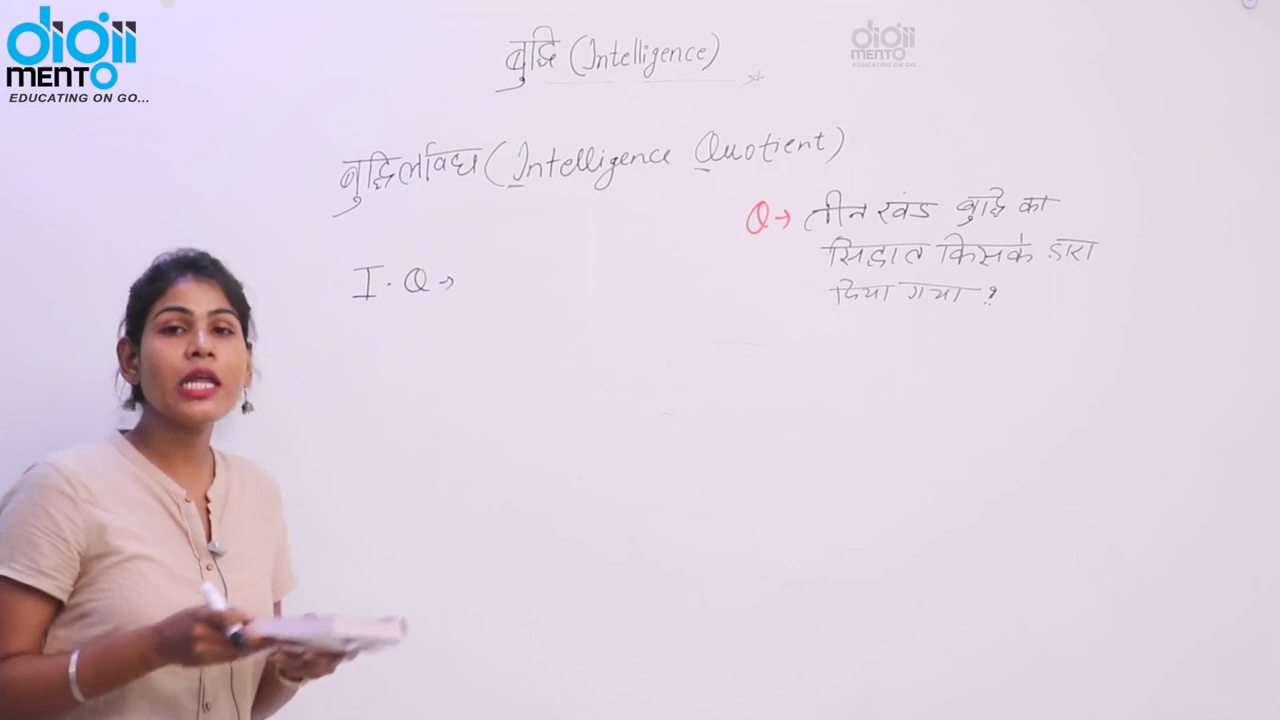 digii
MENTO
EDUCATING ON GO...
digii
MENTO
EDUCATING ON GO...
बुद्धि (Intelligence)
बुद्धिलब्धि (Intelligence Quotient)
Q→ तीन खंड बुद्धि का
सिद्धांत किसके द्वारा
दिया गया ?
I.Q→